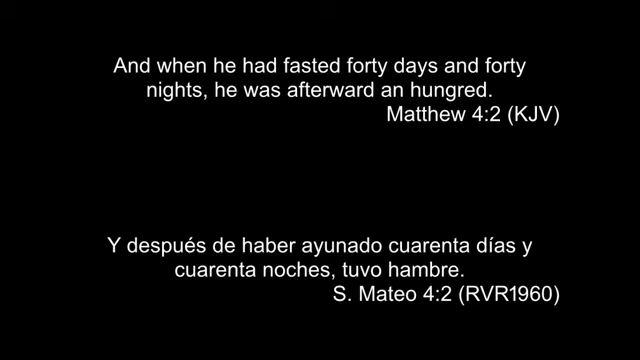 And when he had fasted forty days and forty
nights, he was afterward an hungred.
Matthew 4:2 (KJV)
Y después de haber ayunado cuarenta días y
cuarenta noches, tuvo hambre.
S. Mateo 4:2 (RVR1960)